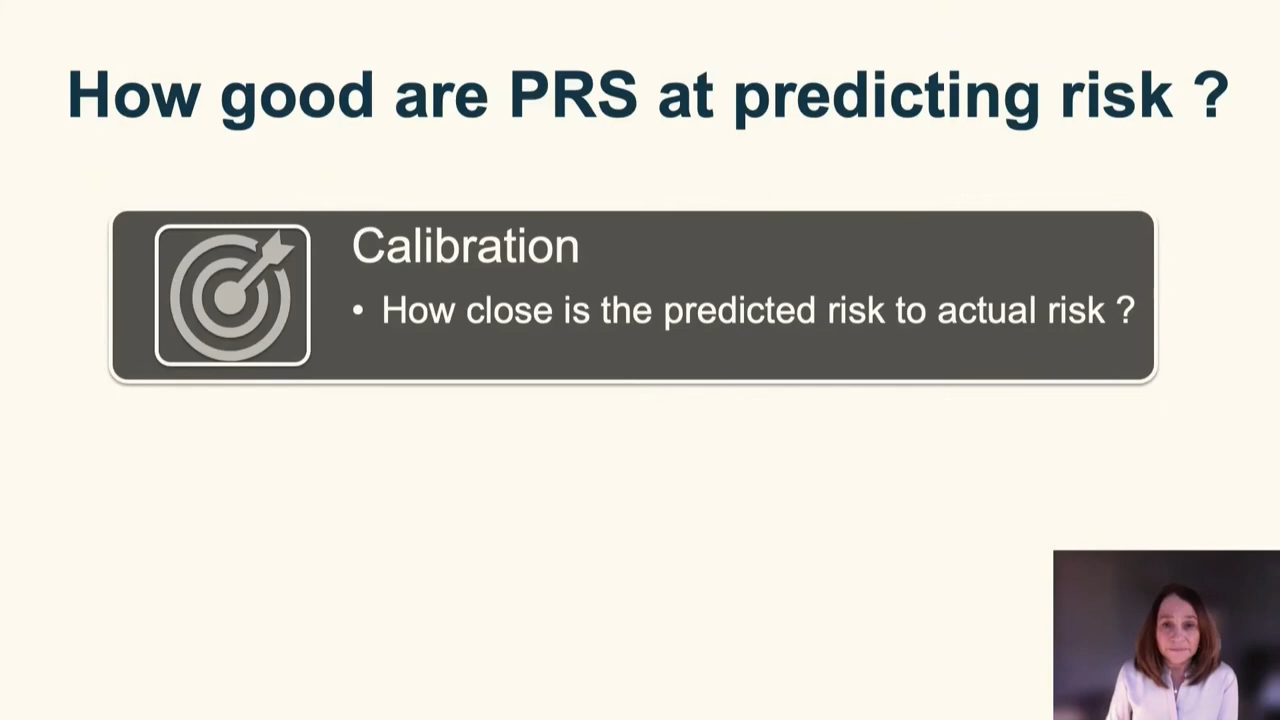 How good are PRS at predicting risk ?
Calibration
• How close is the predicted risk to actual risk ?